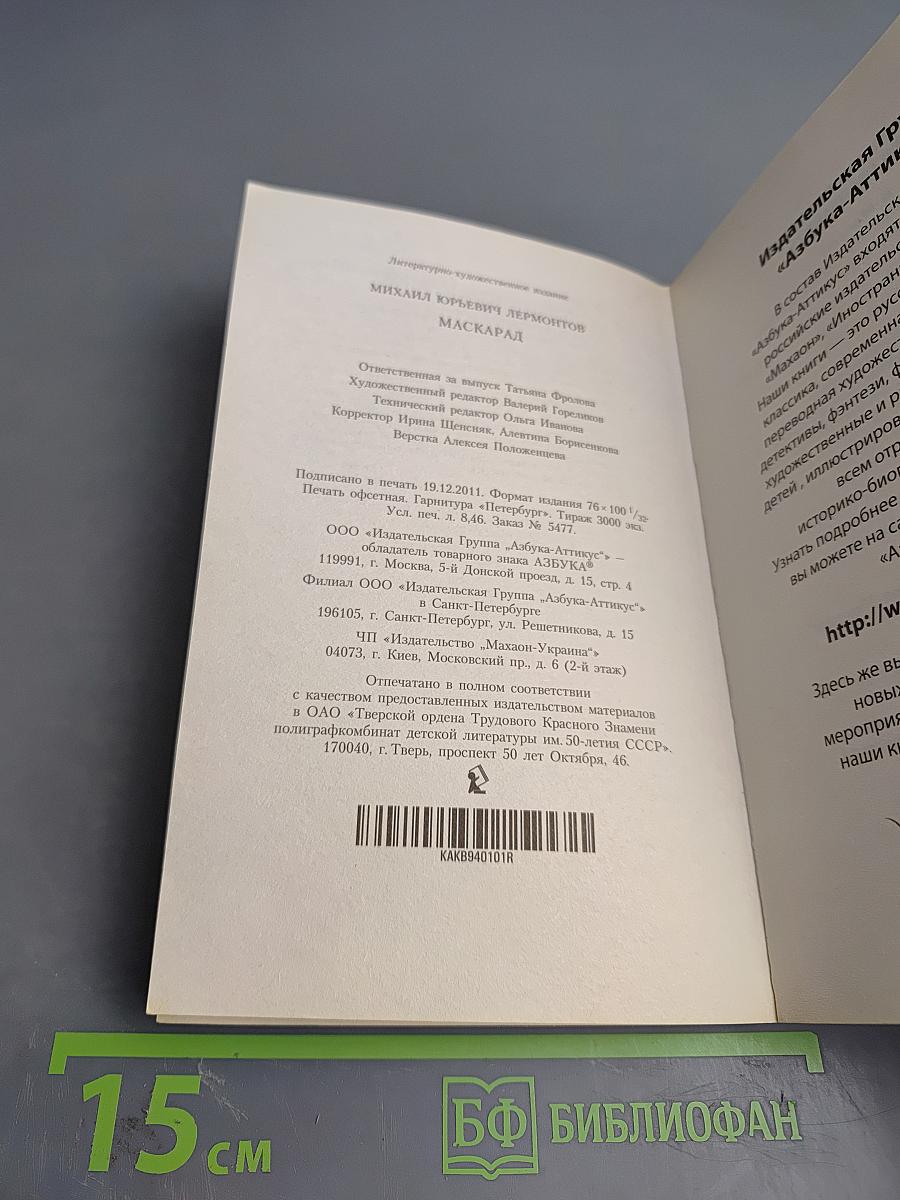 Литературно-художественное издание
МИХАИЛ ЮРЬЕВИЧ ЛЕРМОНТОВ
МАСКАРАД
Ответственная за выпуск Татьяна Фролова
Художественный редактор Валерий Гореликов
Технический редактор Ольга Иванова
Корректор Ирина Щенсняк, Алевтина Борисенкова
Верстка Алексея Положенцева
Подписано в печать 19.12.2011. Формат издания 76 × 100 1/32.
Печать офсетная. Гарнитура «Петербург». Тираж 3000 экз.
Усл. печ. л. 8,46. Заказ № 5477.
ООО «Издательская Группа „Азбука-Аттикус“» —
обладатель товарного знака АЗБУКА®
119991, г. Москва, 5-й Донской проезд, д. 15, стр. 4
Филиал ООО «Издательская Группа „Азбука-Аттикус“»
в Санкт-Петербурге
196105, г. Санкт-Петербург, ул. Решетникова, д. 15
ЧП «Издательство „Махаон-Украина“»
04073, г. Киев, Московский пр., д. 6 (2-й этаж)
Отпечатано в полном соответствии
с качеством предоставленных издательством материалов
в ОАО «Тверской ордена Трудового Красного Знамени
полиграфкомбинат детской литературы им. 50-летия СССР».
170040, г. Тверь, проспект 50 лет Октября, 46.
KAKB940101R
Издательская Гру
«Азбука-Аттик
В состав Издательск
«Азбука-Аттикус» входят
российские издательс
«Махаон», «Иностран
Наши книги — это рус
классика, современна
переводная художест
детективы, фэнтези, ф
художественные и р
детей , иллюстриров
всем отр
историко-биог
Узнать подробнее
вы можете на са
«А
http://w
Здесь же вы
новых
мероприя
наши кн
15 см
БФ БИБЛИОФАН